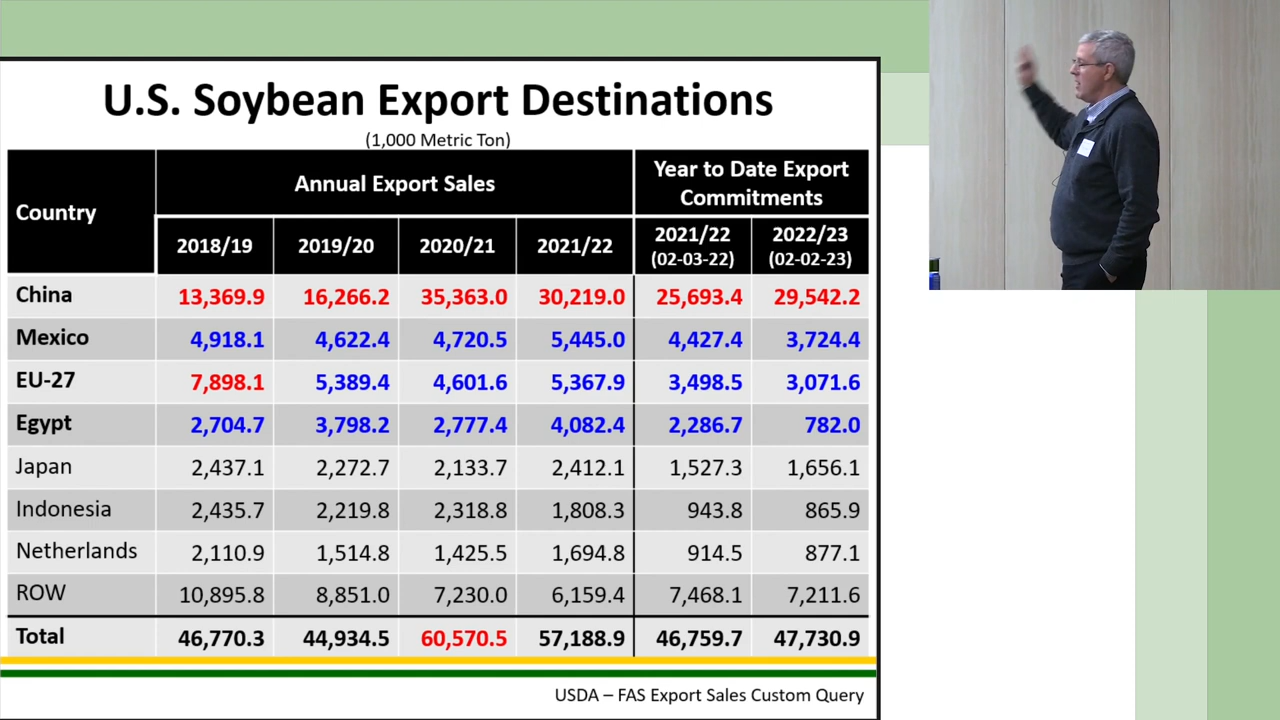 U.S. Soybean Export Destinations
(1,000 Metric Ton)
Country
Annual Export Sales
Year to Date Export
Commitments
2018/19 2019/20 2020/21 2021/22 2021/22 2022/23
(02-03-22) (02-02-23)
China 13,369.9 16,266.2 35,363.0 30,219.0 25,693.4 29,542.2
Mexico 4,918.1 4,622.4 4,720.5 5,445.0 4,427.4 3,724.4
EU-27 7,898.1 5,389.4 4,601.6 5,367.9 3,498.5 3,071.6
Egypt 2,704.7 3,798.2 2,777.4 4,082.4 2,286.7 782.0
Japan 2,437.1 2,272.7 2,133.7 2,412.1 1,527.3 1,656.1
Indonesia 2,435.7 2,219.8 2,318.8 1,808.3 943.8 865.9
Netherlands 2,110.9 1,514.8 1,425.5 1,694.8 914.5 877.1
ROW 10,895.8 8,851.0 7,230.0 6,159.4 7,468.1 7,211.6
Total 46,770.3 44,934.5 60,570.5 57,188.9 46,759.7 47,730.9
USDA – FAS Export Sales Custom Query